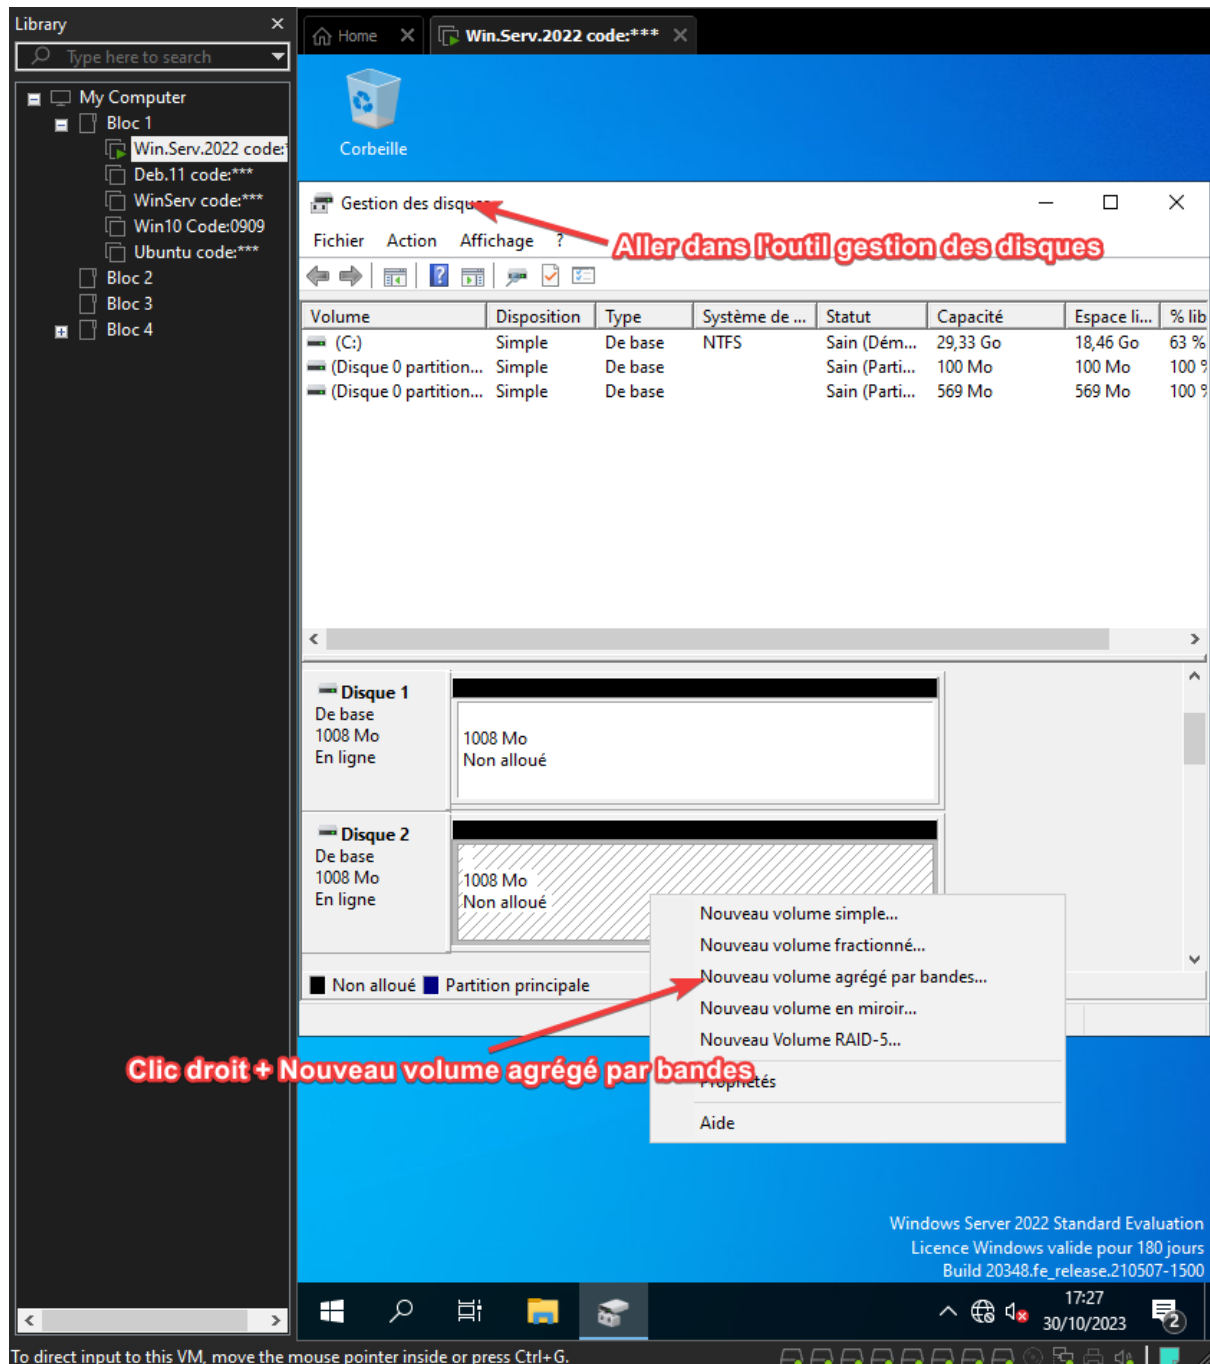 Library
Type here to search
My Computer
Bloc 1
Win.Serv.2022 code:
Deb.11 code:***
WinServ code:***
Win10 Code:0909
Ubuntu code:***
Bloc 2
Bloc 3
Bloc 4
Home
Win.Serv.2022 code:***
Corbeille
Gestion des disques
Aller dans l'outil gestion des disques
Fichier Action Affichage ?
Volume Disposition Type Système de ... Statut Capacité Espace li... % lib
(C:) Simple De base NTFS Sain (Dém... 29,33 Go 18,46 Go 63 %
(Disque 0 partition... Simple De base Sain (Parti... 100 Mo 100 Mo 100 %
(Disque 0 partition... Simple De base Sain (Parti... 569 Mo 569 Mo 100 %
Disque 1
De base
1008 Mo
En ligne
1008 Mo
Non alloué
Disque 2
De base
1008 Mo
En ligne
1008 Mo
Non alloué
Nouveau volume simple...
Nouveau volume fractionné...
Nouveau volume agrégé par bandes...
Nouveau volume en miroir...
Nouveau Volume RAID-5...
Propriétés
Aide
Non alloué Partition principale
Clic droit + Nouveau volume agrégé par bandes
Windows Server 2022 Standard Evaluation
Licence Windows valide pour 180 jours
Build 20348.fe_release.210507-1500
17:27
30/10/2023
2
To direct input to this VM, move the mouse pointer inside or press Ctrl+G.